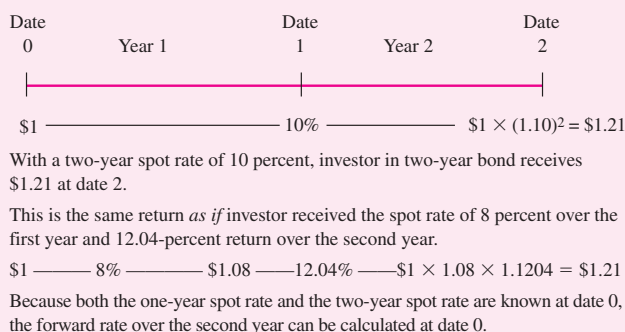 Date Date Date
0 Year 1 1 Year 2 2
$1 10% $1 × (1.10)² = $1.21
With a two-year spot rate of 10 percent, investor in two-year bond receives
$1.21 at date 2.
This is the same return as if investor received the spot rate of 8 percent over the
first year and 12.04-percent return over the second year.
$1 —— 8% —— $1.08 —— 12.04% —— $1 × 1.08 × 1.1204 = $1.21
Because both the one-year spot rate and the two-year spot rate are known at date 0,
the forward rate over the second year can be calculated at date 0.